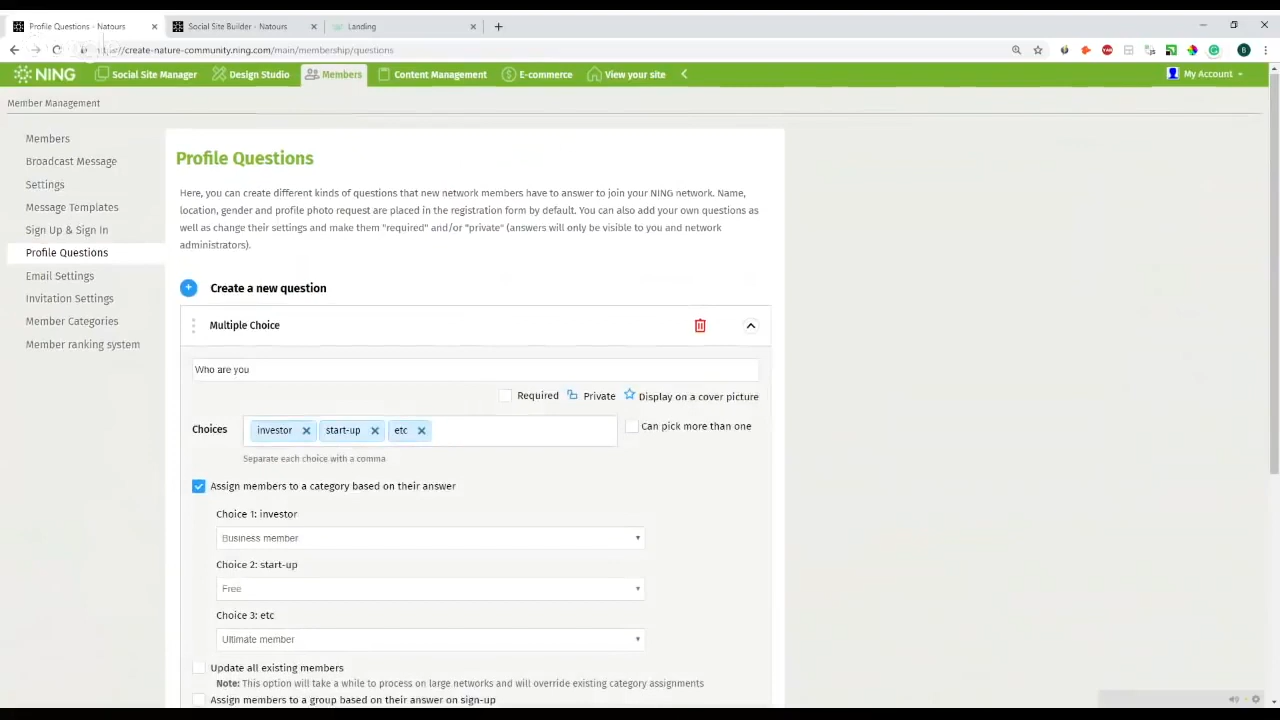 Profile Questions - Natours
Social Site Builder - Natours
Landing
//create-nature-community.ning.com/main/membership/questions
NING
Social Site Manager
Design Studio
Members
Content Management
E-commerce
View your site
My Account
Member Management
Members
Broadcast Message
Settings
Message Templates
Sign Up & Sign In
Profile Questions
Email Settings
Invitation Settings
Member Categories
Member ranking system
Profile Questions
Here, you can create different kinds of questions that new network members have to answer to join your NING network. Name,
location, gender and profile photo request are placed in the registration form by default. You can also add your own questions as
well as change their settings and make them "required" and/or "private" (answers will only be visible to you and network
administrators).
Create a new question
Multiple Choice
Who are you
Required
Private
Display on a cover picture
Choices
investor
start-up
etc
Can pick more than one
Separate each choice with a comma
Assign members to a category based on their answer
Choice 1: investor
Business member
Choice 2: start-up
Free
Choice 3: etc
Ultimate member
Update all existing members
Note: This option will take a while to process on large networks and will override existing category assignments
Assign members to a group based on their answer on sign-up